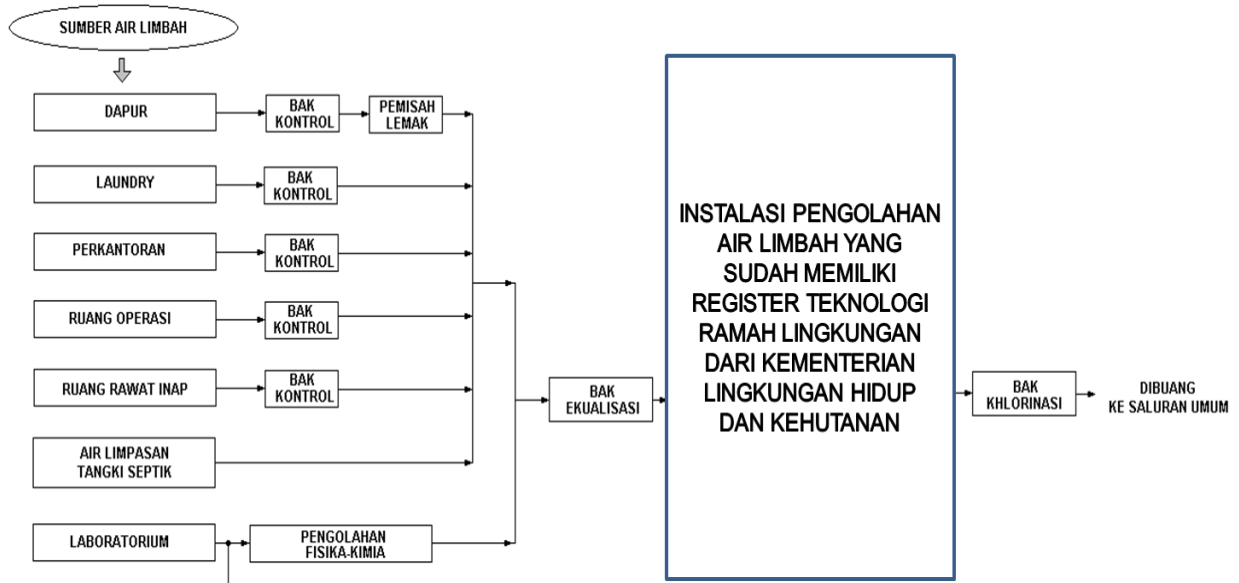 SUMBER AIR LIMBAH
DAPUR
BAK
KONTROL
PEMISAH
LEMAK
LAUNDRY
BAK
KONTROL
PERKANTORAN
BAK
KONTROL
RUANG OPERASI
BAK
KONTROL
RUANG RAWAT INAP
BAK
KONTROL
AIR LIMPASAN
TANGKI SEPTIK
LABORATORIUM
PENGOLAHAN
FISIKA-KIMIA
BAK
EKUALISASI
INSTALASI PENGOLAHAN
AIR LIMBAH YANG
SUDAH MEMILIKI
REGISTER TEKNOLOGI
RAMAH LINGKUNGAN
DARI KEMENTERIAN
LINGKUNGAN HIDUP
DAN KEHUTANAN
BAK
KHLORINASI
DIBUANG
KE SALURAN UMUM